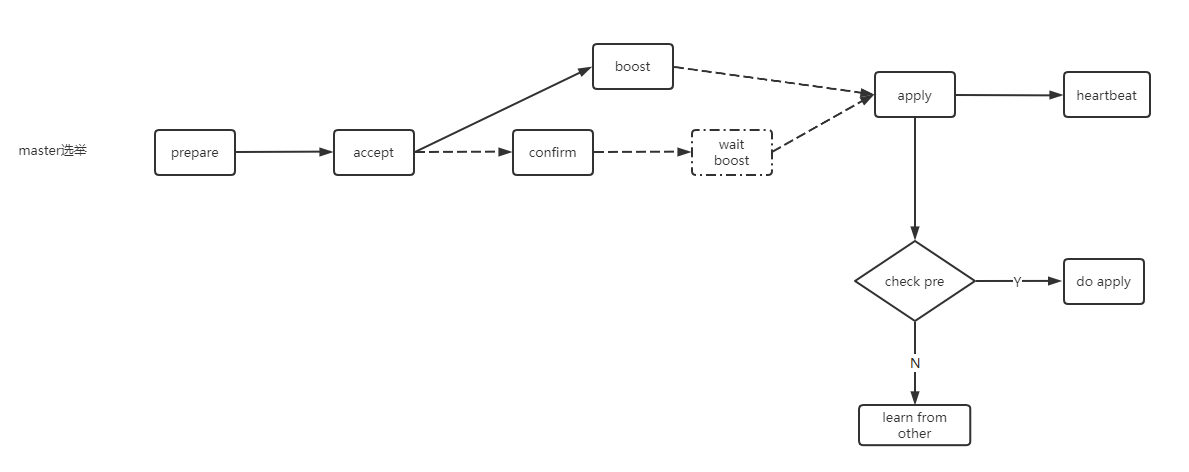 master选举
prepare
accept
boost
confirm
wait
boost
apply
heartbeat
check pre
Y
do apply
N
learn from
other